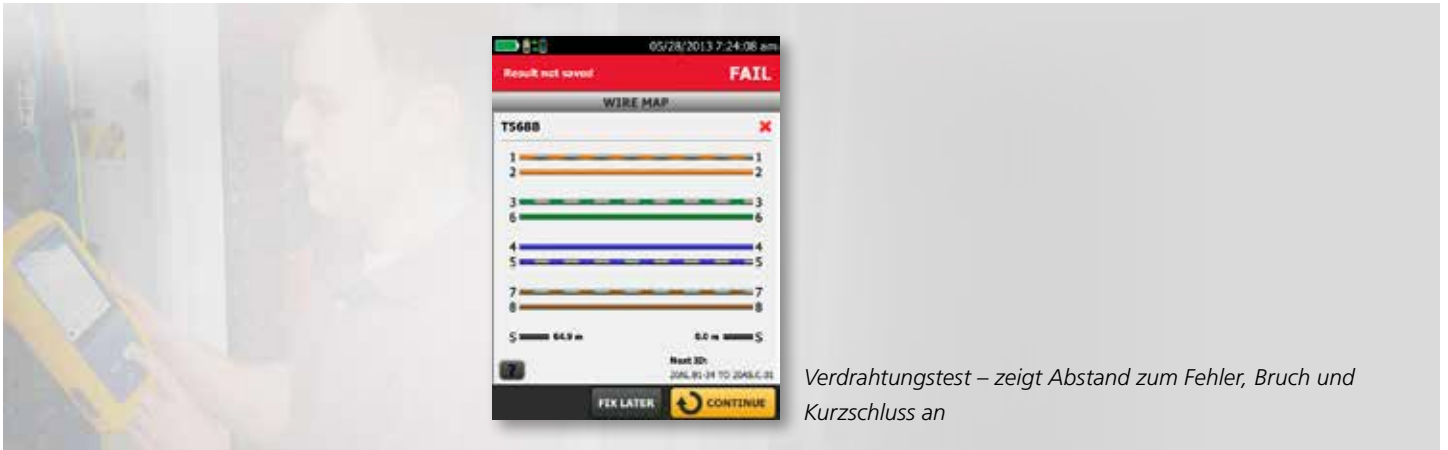 05/28/2013 7:24:08 am
Result not saved FAIL
WIRE MAP
T568B
1 1
2 2
3 3
6 6
4 4
5 5
7 7
8 8
S 64.9 m 0.0 m S
Next ID:
?
FIX LATER CONTINUE
Verdrahtungstest – zeigt Abstand zum Fehler, Bruch und
Kurzschluss an